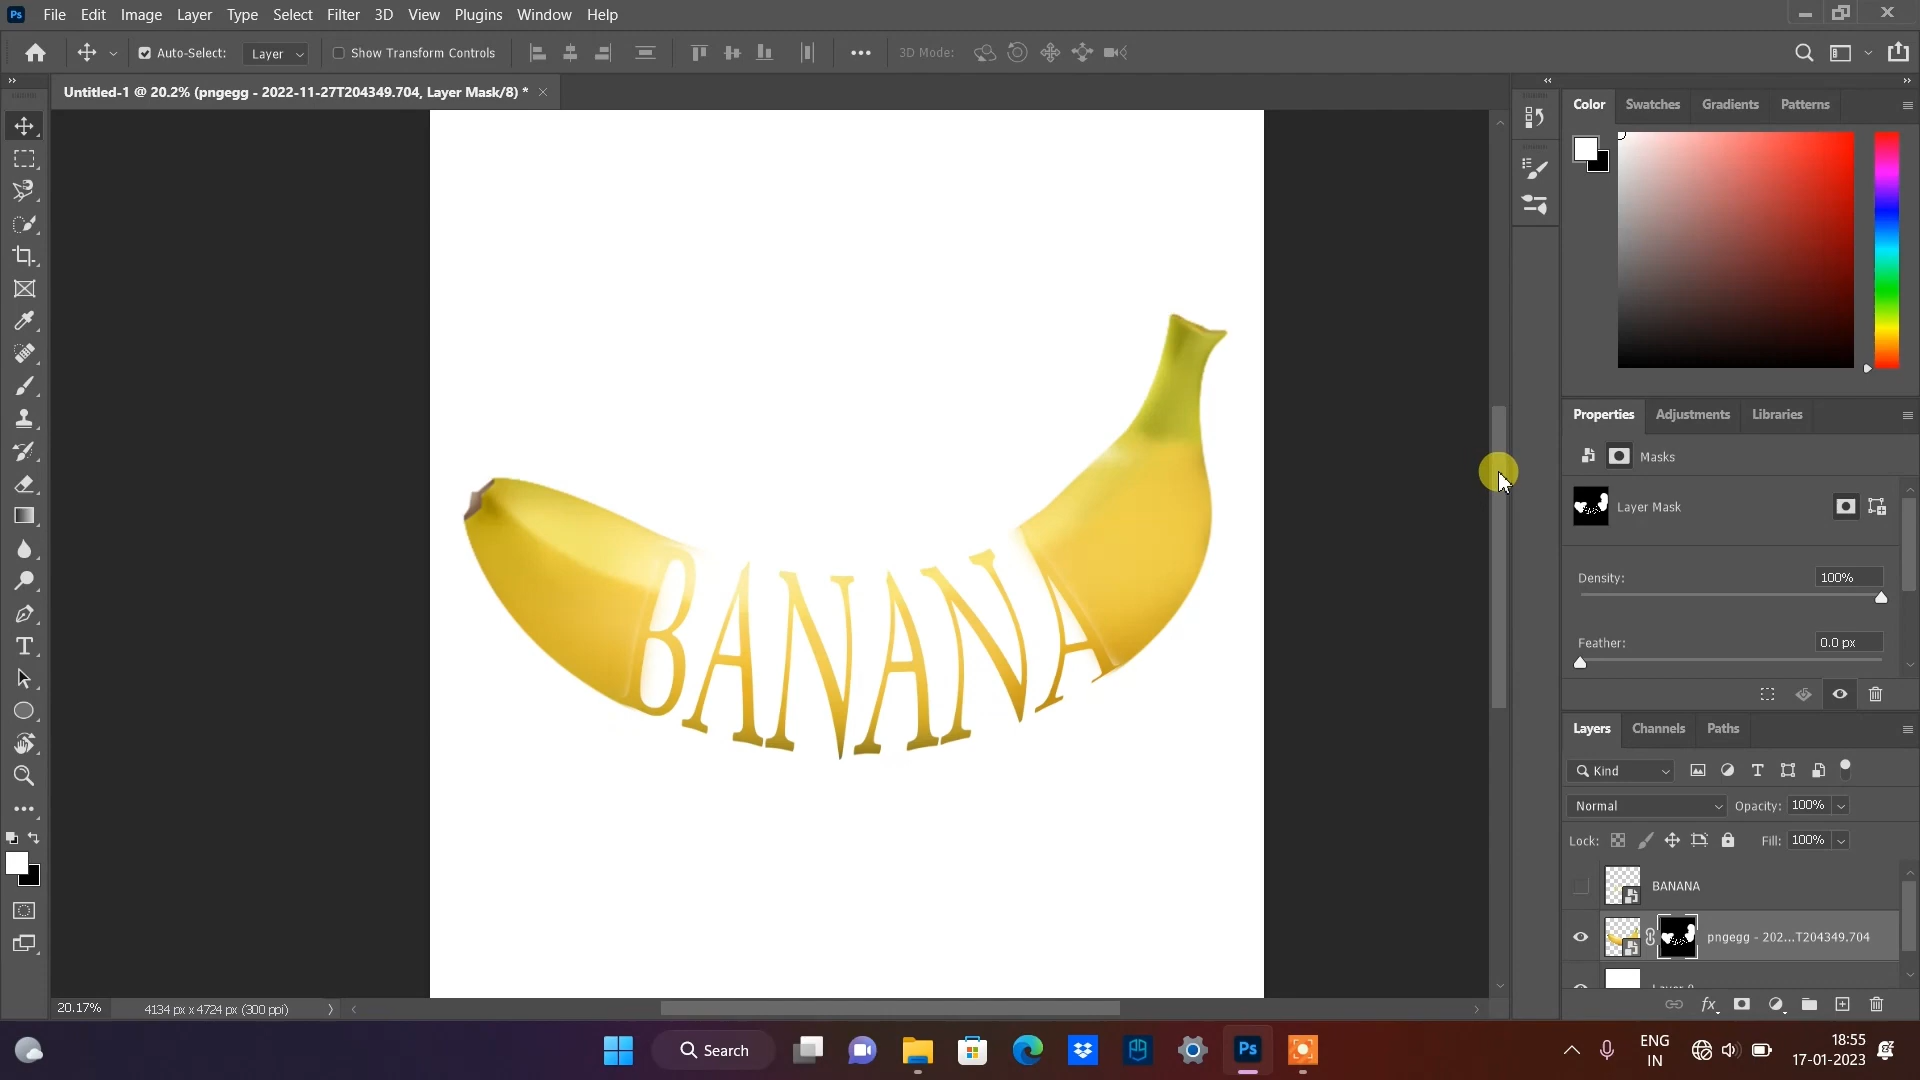 Ps File Edit Image Layer Type Select Filter 3D View Plugins Window Help
Auto-Select: Layer Show Transform Controls 3D Mode:
Untitled-1 @ 20.2% (pngegg - 2022-11-27T204349.704, Layer Mask/8) *
Color Swatches Gradients Patterns
BANANA
Properties Adjustments Libraries
Masks
Layer Mask
Density: 100%
Feather: 0.0 px
Layers Channels Paths
Kind
Normal Opacity: 100%
Lock: Fill: 100%
BANANA
pngegg - 202...T204349.704
20.17% 4134 px x 4724 px (300 ppi)
Search
Ps
ENG
IN
18:55
17-01-2023